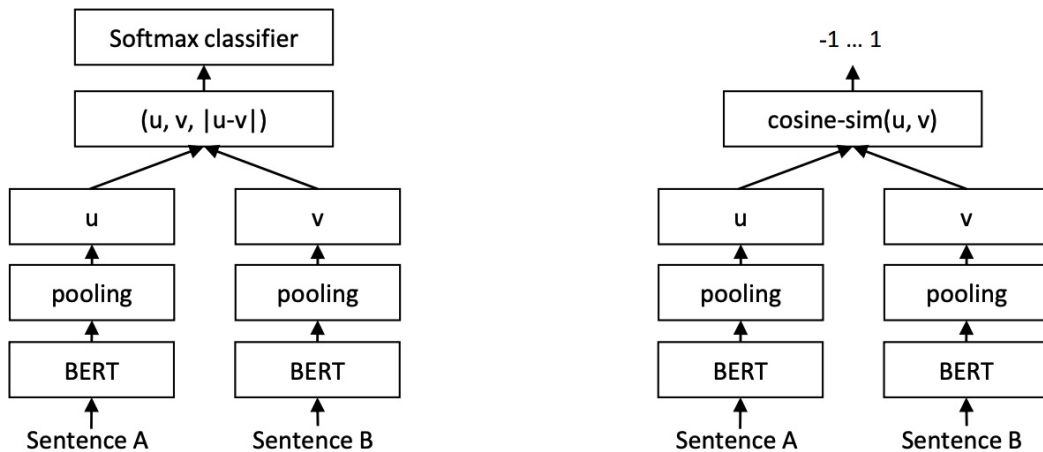 Softmax classifier
(u, v, |u-v|)
u
v
pooling
pooling
BERT
BERT
Sentence A
Sentence B
-1 … 1
cosine-sim(u, v)
u
v
pooling
pooling
BERT
BERT
Sentence A
Sentence B